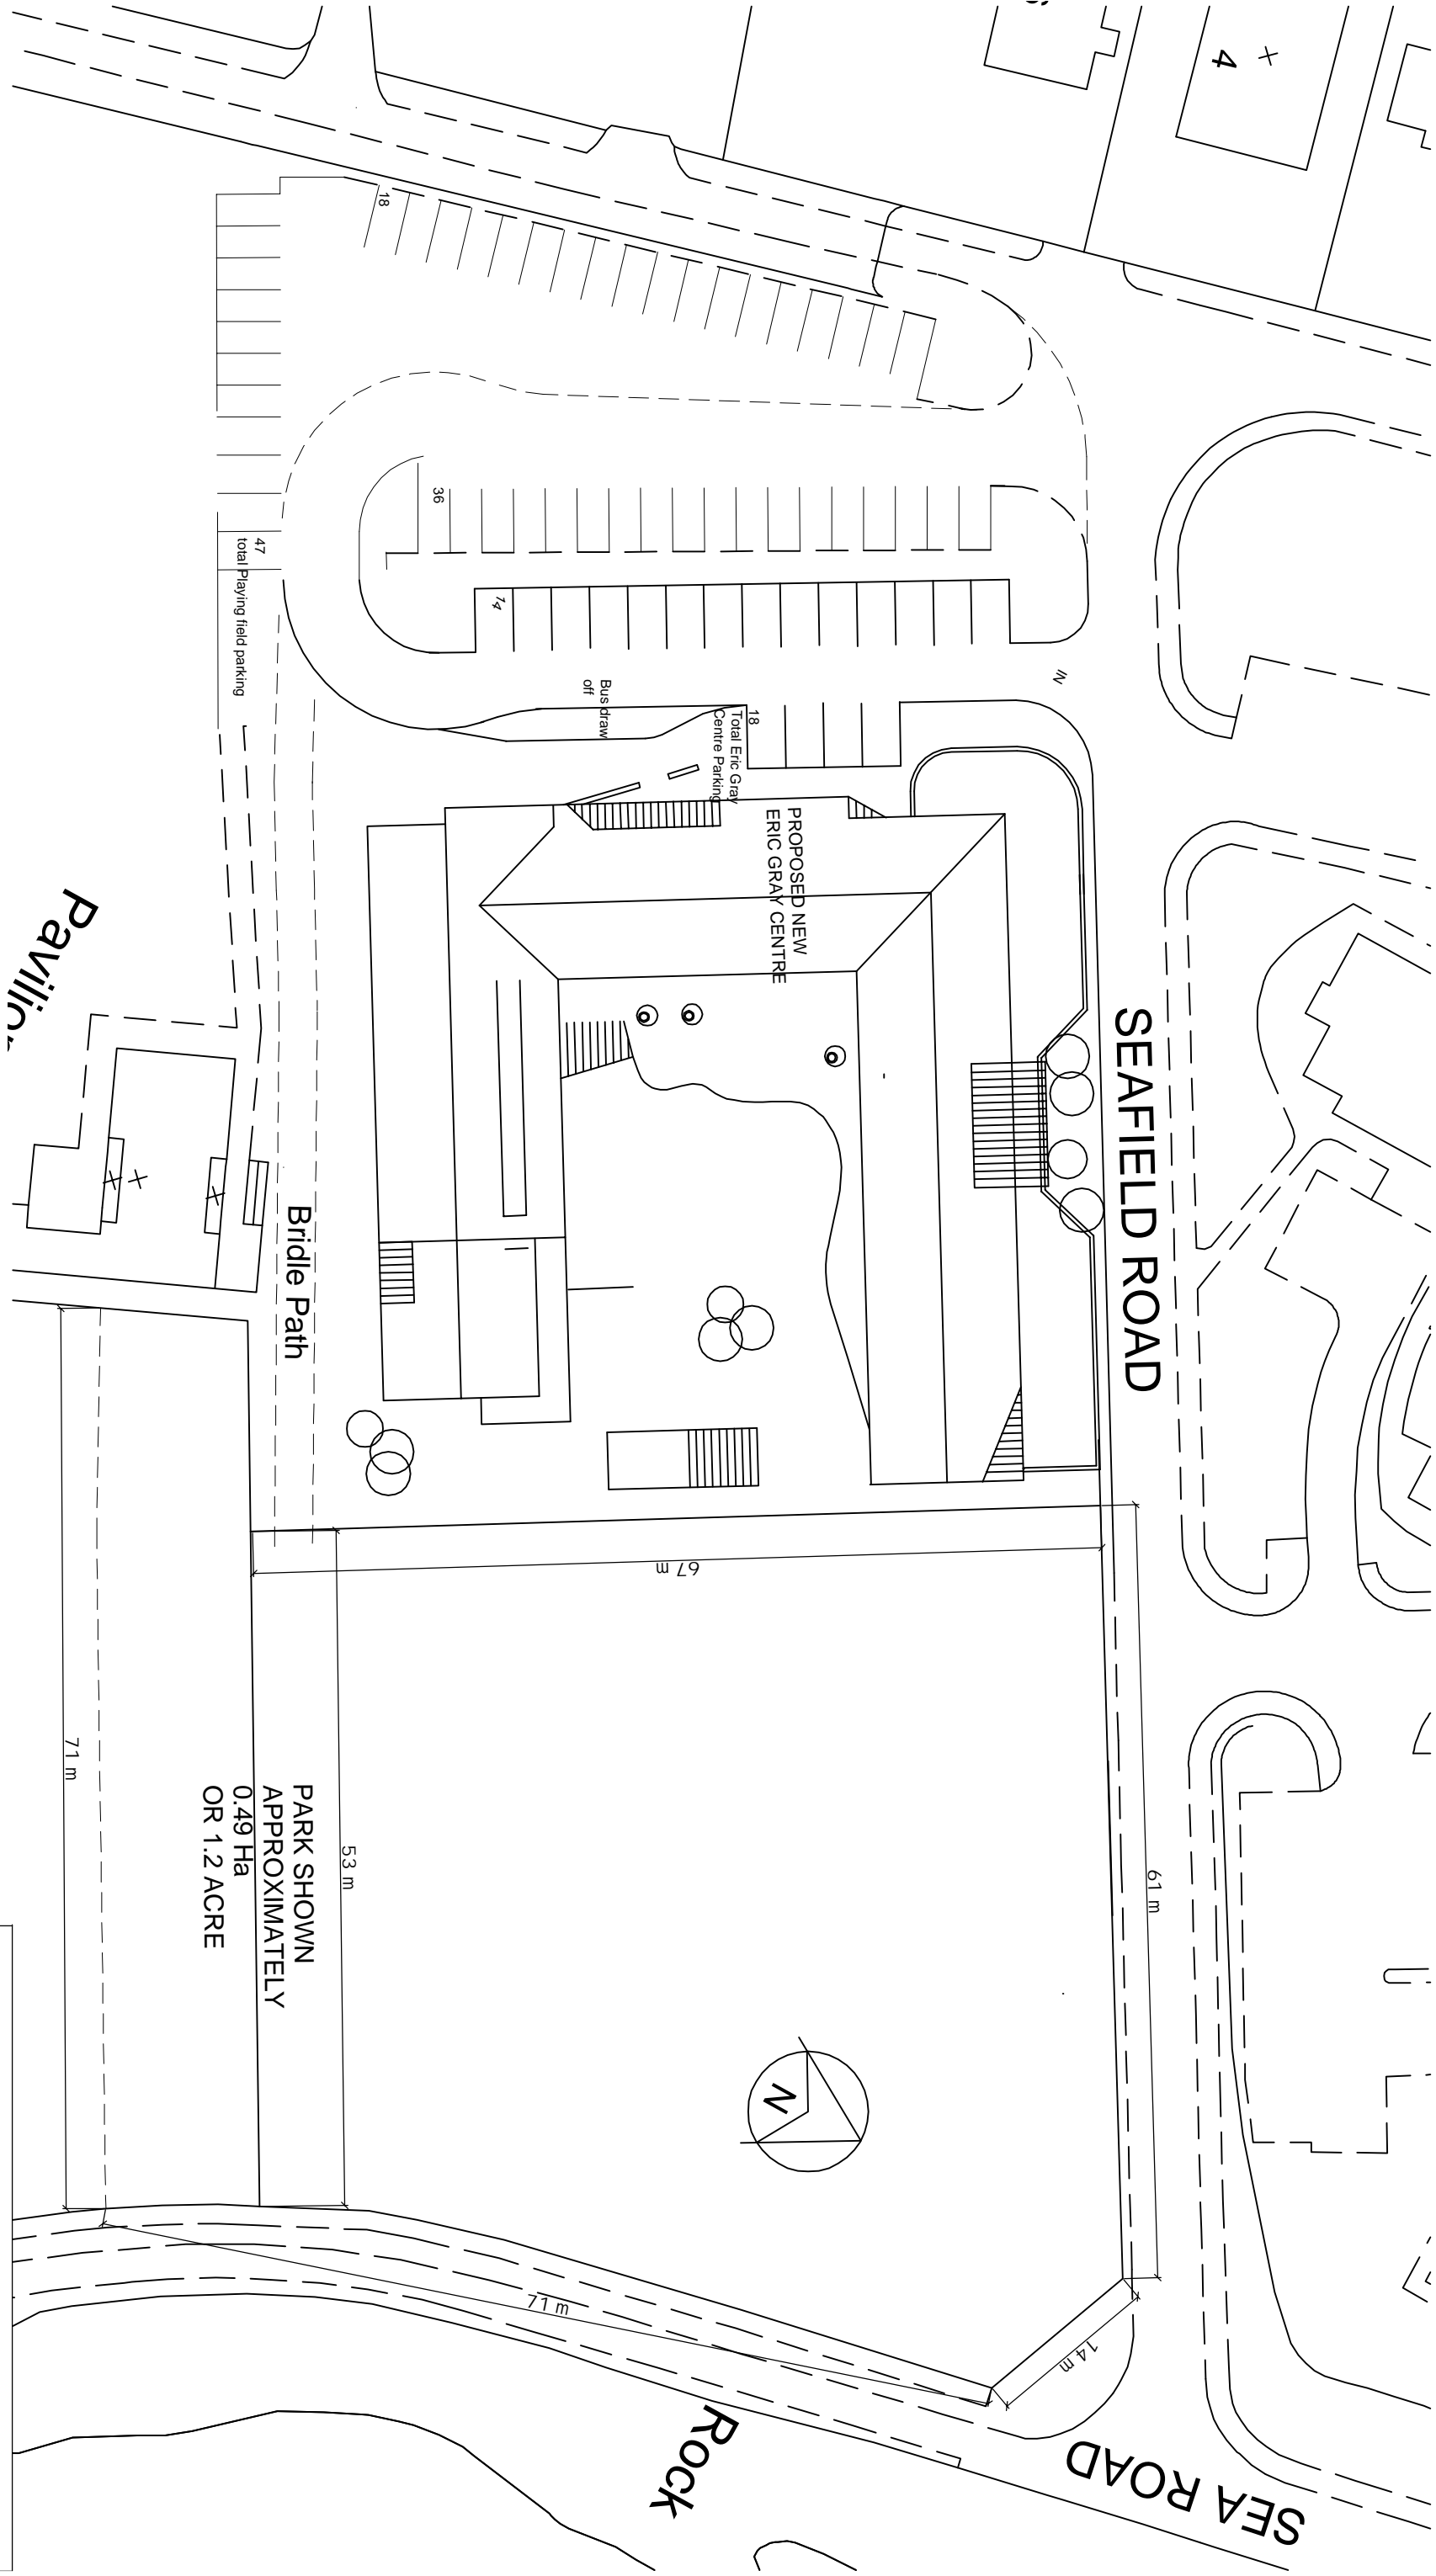 4
18
36
47
total Playing field parking
14
IN
Bus draw
off
18
Total Eric Gray
Centre Parking
PROPOSED NEW
ERIC GRAY CENTRE
SEAFIELD ROAD
Bridle Path
67 m
71 m
53 m
61 m
PARK SHOWN
APPROXIMATELY
0.49 Ha
OR 1.2 ACRE
N
71 m
14 m
Rock
SEA ROAD